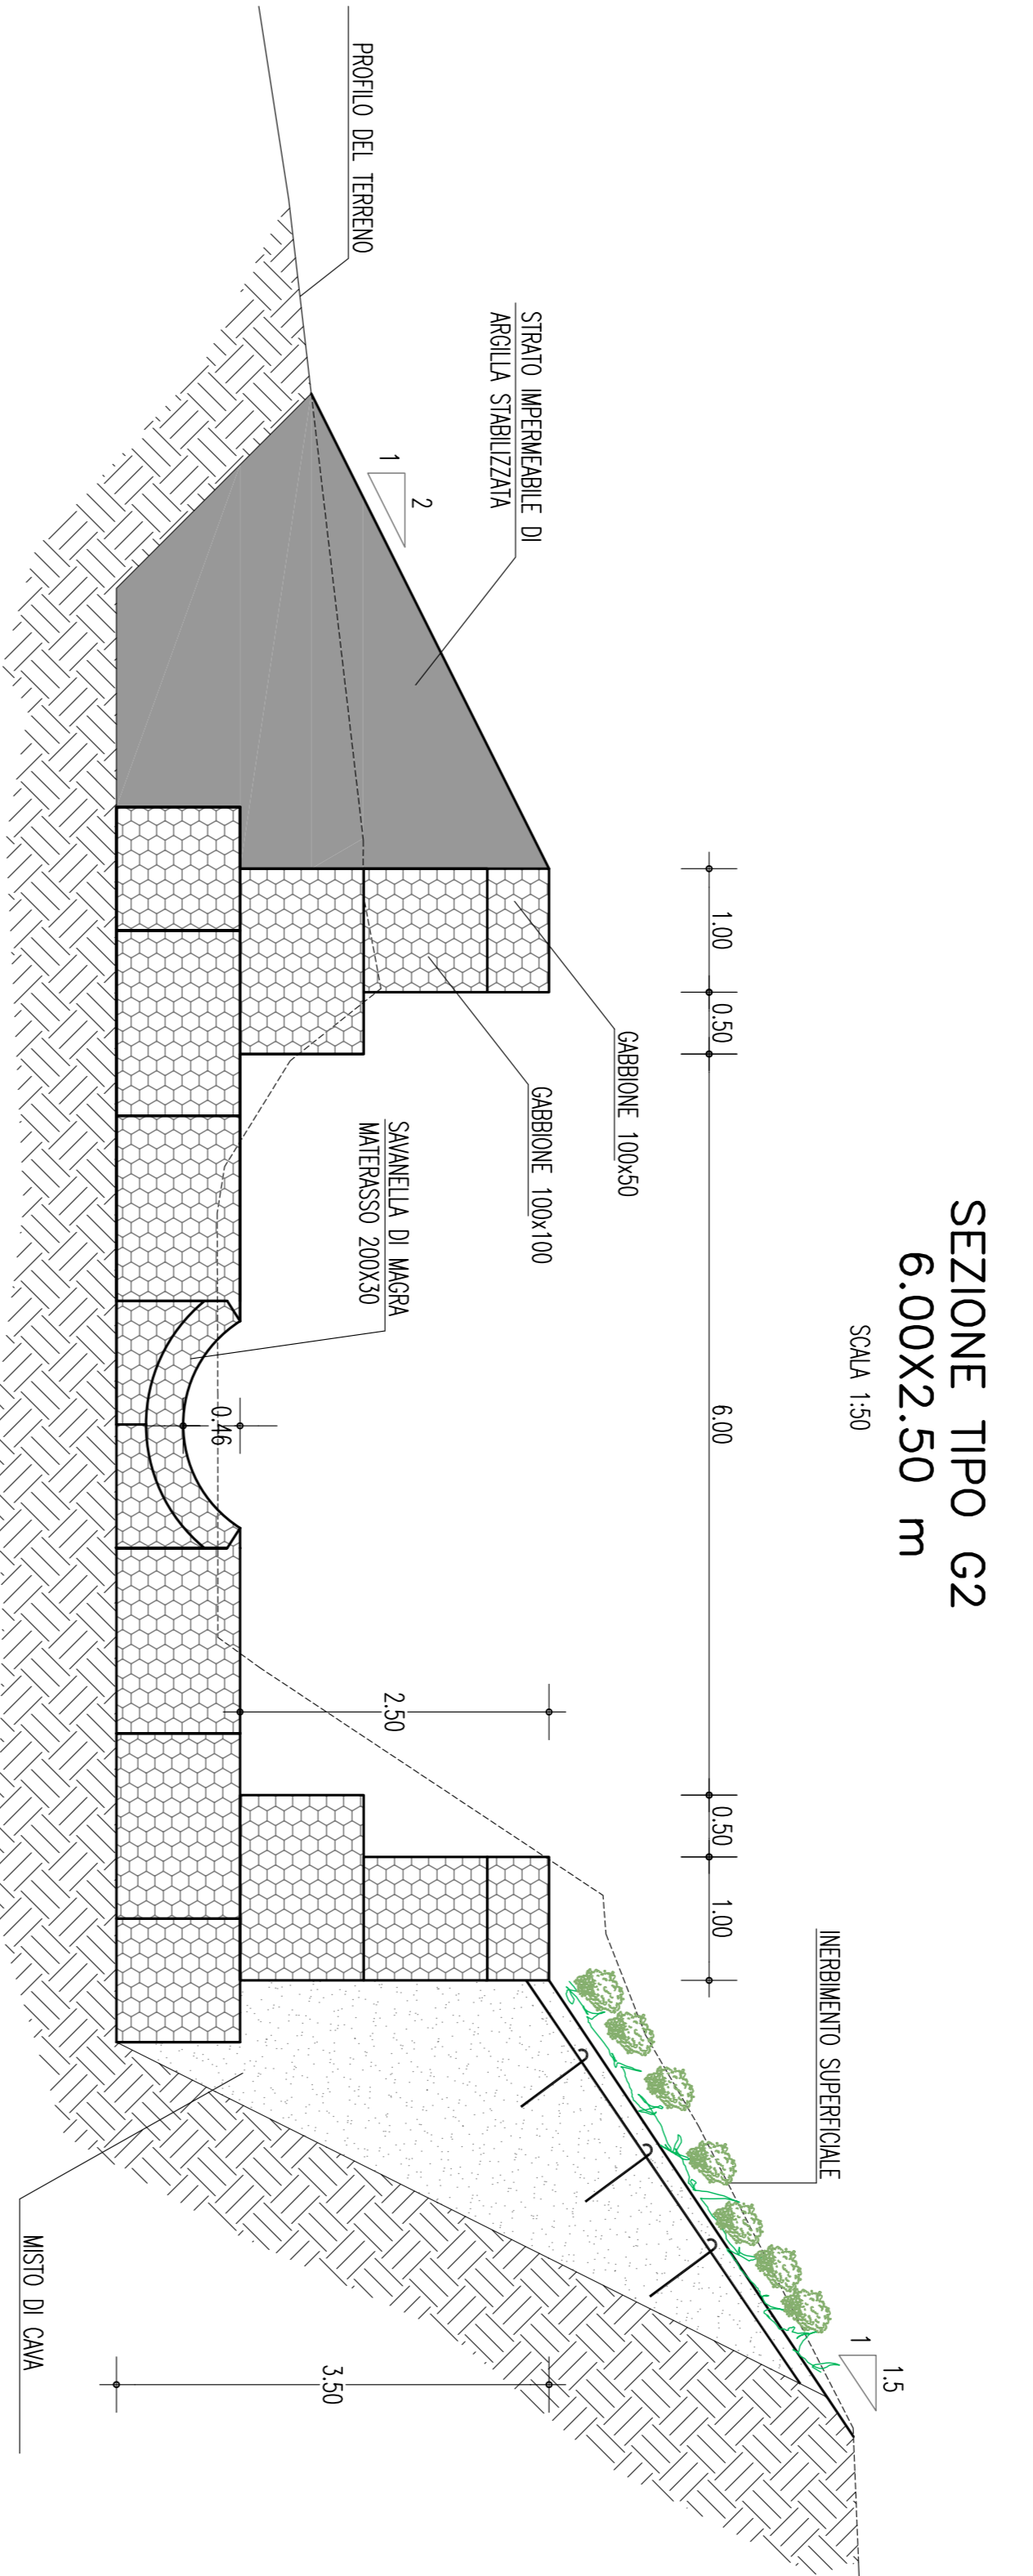 SEZIONE TIPO G2
6.00X2.50 m
SCALA 1:50
INERBIMENTO SUPERFICIALE
1
1.5
1.00
0.50
6.00
0.50
1.00
GABBIONE 100x50
GABBIONE 100x100
STRATO IMPERMEABILE DI
ARGILLA STABILIZZATA
2
1
SAVANELLA DI MAGRA
MATERASSO 200X30
2.50
PROFILO DEL TERRENO
3.50
0.46
MISTO DI CAVA